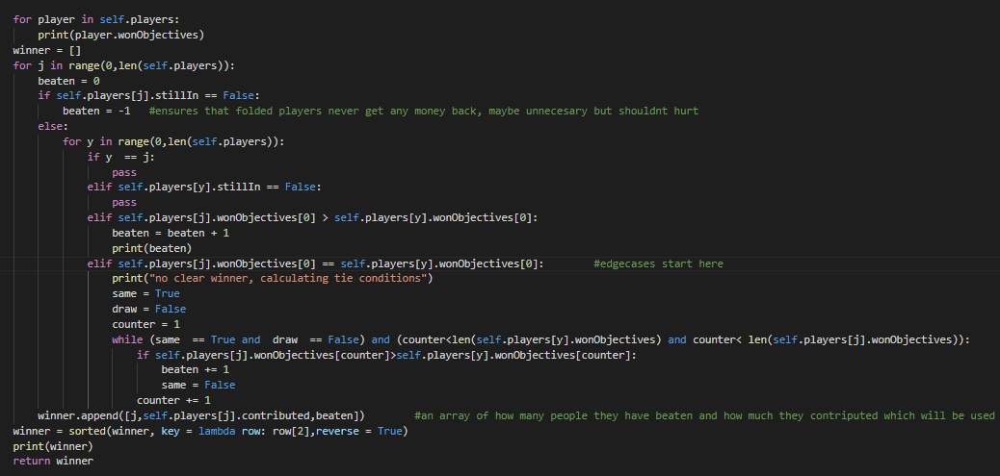 for player in self.players:
    print(player.wonObjectives)
winner = []
for j in range(0,len(self.players)):
    beaten = 0
    if self.players[j].stillIn == False:
        beaten = -1   #ensures that folded players never get any money back, maybe unnecesary but shouldnt hurt
    else:
        for y in range(0,len(self.players)):
            if y  == j:
                pass
            elif self.players[y].stillIn == False:
                pass
            elif self.players[j].wonObjectives[0] > self.players[y].wonObjectives[0]:
                beaten = beaten + 1
                print(beaten)
            elif self.players[j].wonObjectives[0] == self.players[y].wonObjectives[0]:        #edgecases start here
                print("no clear winner, calculating tie conditions")
                same = True
                draw = False
                counter = 1
                while (same  == True and  draw  == False) and (counter<len(self.players[y].wonObjectives) and counter< len(self.players[j].wonObjectives)):
                    if self.players[j].wonObjectives[counter]>self.players[y].wonObjectives[counter]:
                        beaten += 1
                        same = False
                    counter += 1
    winner.append([j,self.players[j].contributed,beaten])        #an array of how many people they have beaten and how much they contriputed which will be used
winner = sorted(winner, key = lambda row: row[2],reverse = True)
print(winner)
return winner